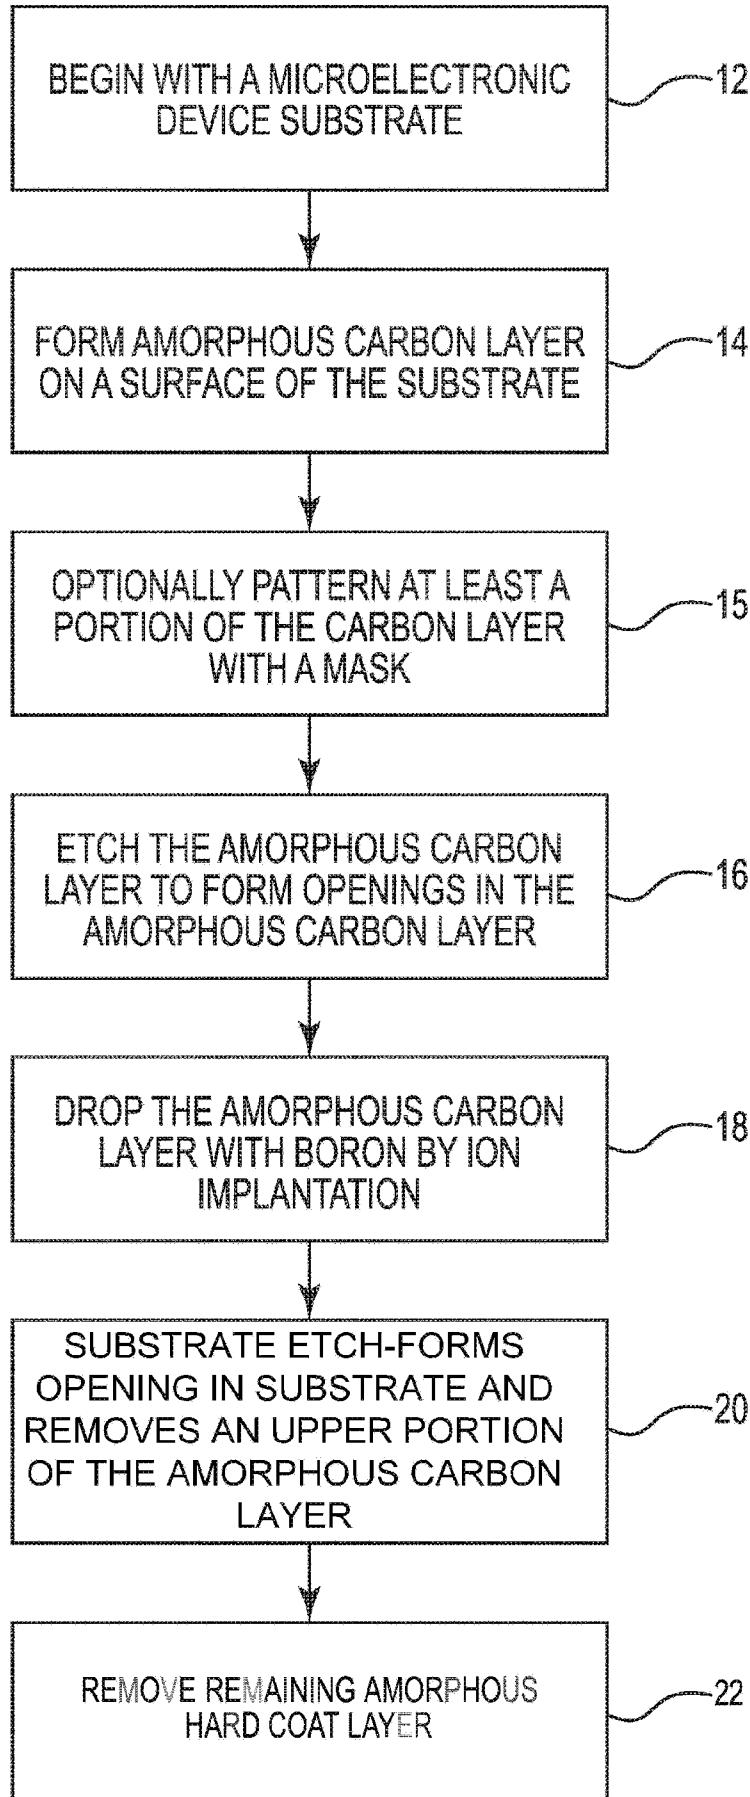 BEGIN WITH A MICROELECTRONIC
DEVICE SUBSTRATE
12
FORM AMORPHOUS CARBON LAYER
ON A SURFACE OF THE SUBSTRATE
14
OPTIONALLY PATTERN AT LEAST A
PORTION OF THE CARBON LAYER
WITH A MASK
15
ETCH THE AMORPHOUS CARBON
LAYER TO FORM OPENINGS IN THE
AMORPHOUS CARBON LAYER
16
DROP THE AMORPHOUS CARBON
LAYER WITH BORON BY ION
IMPLANTATION
18
SUBSTRATE ETCH-FORMS
OPENING IN SUBSTRATE AND
REMOVES AN UPPER PORTION
OF THE AMORPHOUS CARBON
LAYER
20
REMOVE REMAINING AMORPHOUS
HARD COAT LAYER
22